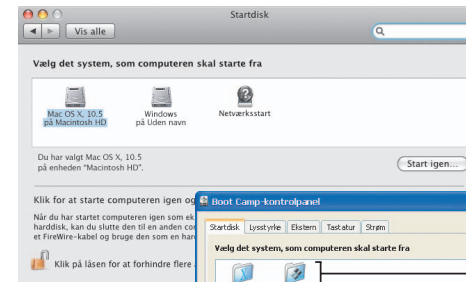 Startdisk
Vis alle
Vælg det system, som computeren skal starte fra
Mac OS X, 10.5
på Macintosh HD
Windows
på Uden navn
Netværksstart
Du har valgt Mac OS X, 10.5
på enheden "Macintosh HD".
Start igen...
Klik for at starte computeren igen og
Når du har startet computeren igen som ek
harddisk, kan du slutte den til en anden co
et FireWire-kabel og bruge den som en har
Klik på låsen for at forhindre flere
Boot Camp-kontrolpanel
Startdisk Lysstyrke Ekstern Tastatur Strøm
Vælg det system, som computeren skal starte fra